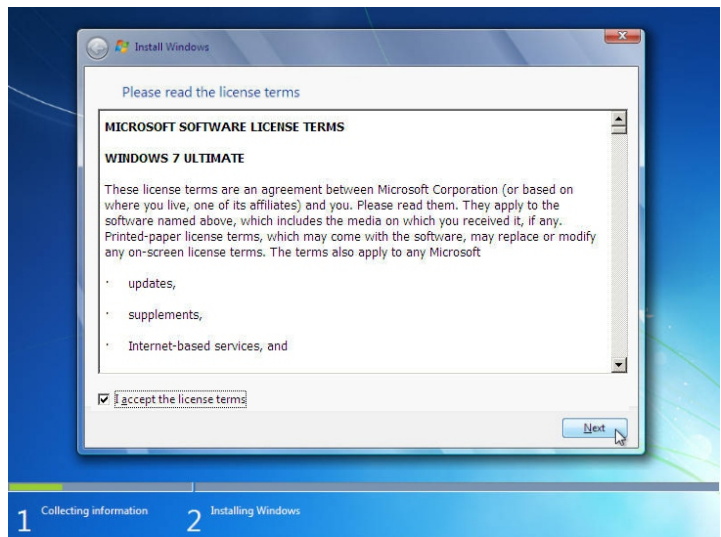 Install Windows
Please read the license terms
MICROSOFT SOFTWARE LICENSE TERMS
WINDOWS 7 ULTIMATE
These license terms are an agreement between Microsoft Corporation (or based on
where you live, one of its affiliates) and you. Please read them. They apply to the
software named above, which includes the media on which you received it, if any.
Printed-paper license terms, which may come with the software, may replace or modify
any on-screen license terms. The terms also apply to any Microsoft
· updates,
· supplements,
· Internet-based services, and
I accept the license terms
Next
1 Collecting information 2 Installing Windows